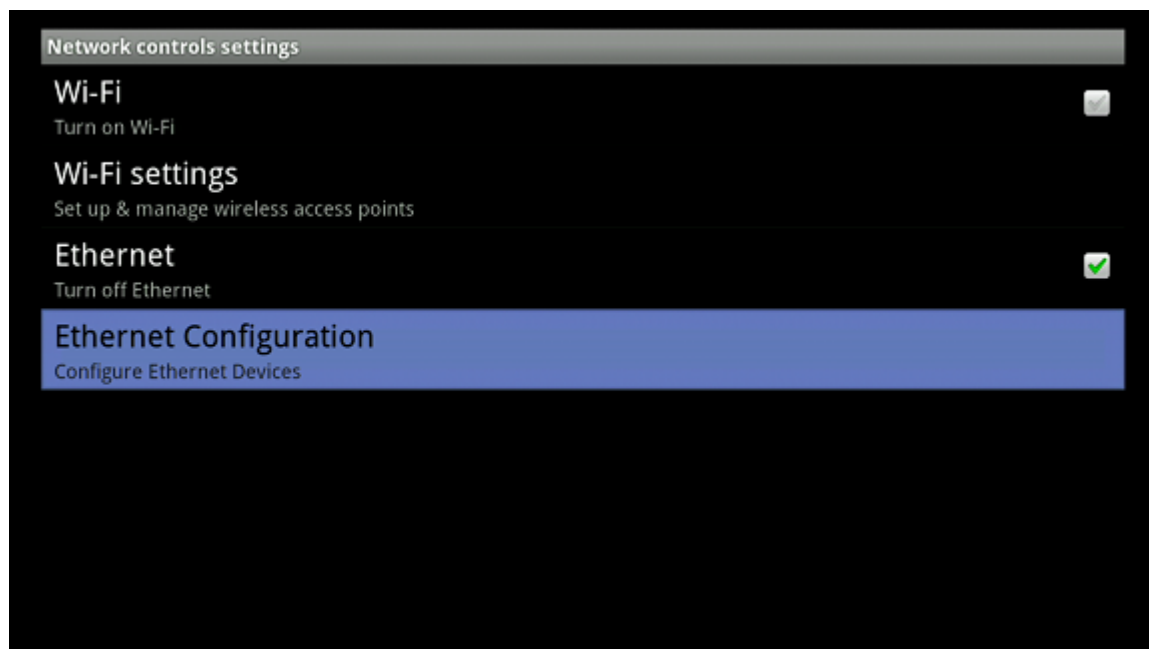 Network controls settings
Wi-Fi
Turn on Wi-Fi
Wi-Fi settings
Set up & manage wireless access points
Ethernet
Turn off Ethernet
Ethernet Configuration
Configure Ethernet Devices